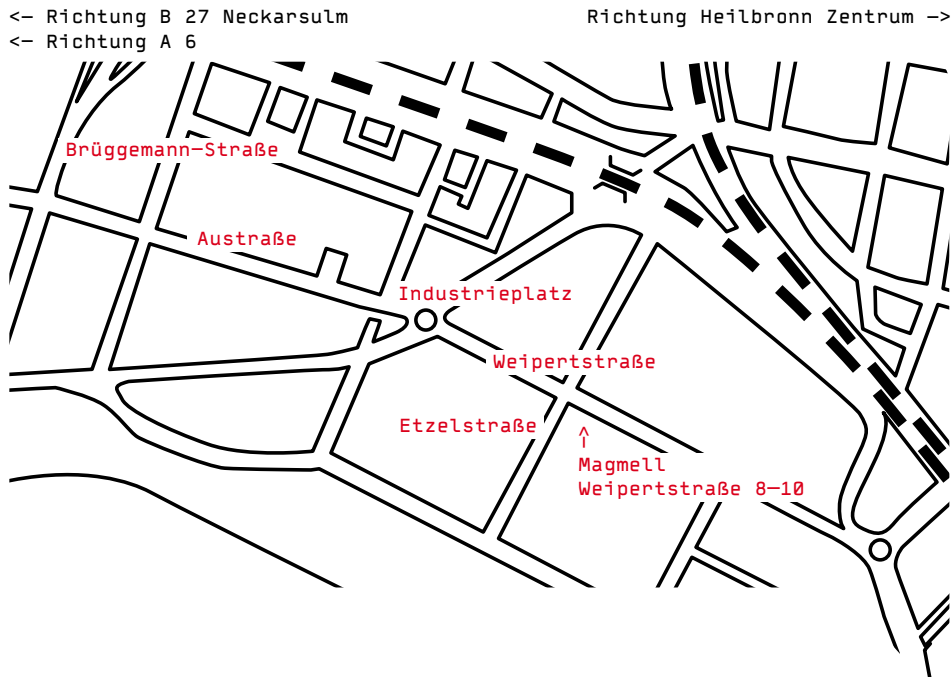 <— Richtung B 27 Neckarsulm
Richtung Heilbronn Zentrum —>
<— Richtung A 6
Brüggemann—Straße
Austraße
Industrieplatz
Weipertstraße
Etzelstraße
Magmell
Weipertstraße 8—10